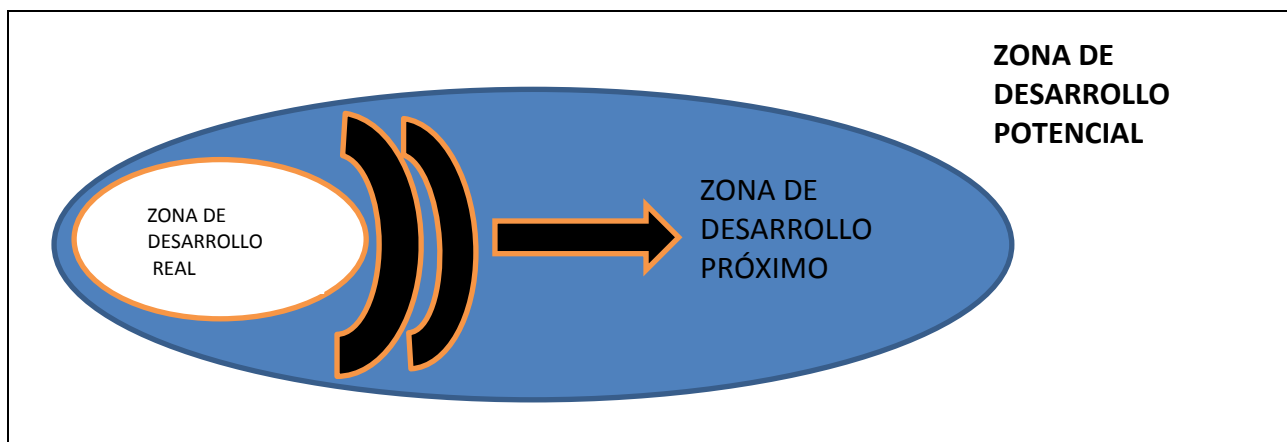 ZONA DE
DESARROLLO
POTENCIAL
ZONA DE
DESARROLLO
REAL
ZONA DE
DESARROLLO
PRÓXIMO